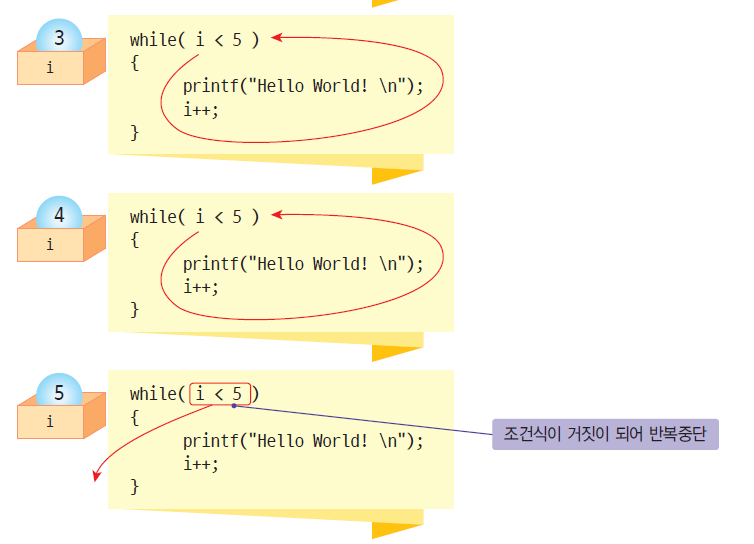 3
i
while( i < 5 )
{
printf("Hello World! \n");
i++;
}
4
i
while( i < 5 )
{
printf("Hello World! \n");
i++;
}
5
i
while( i < 5 )
{
printf("Hello World! \n");
i++;
}
조건식이 거짓이 되어 반복중단